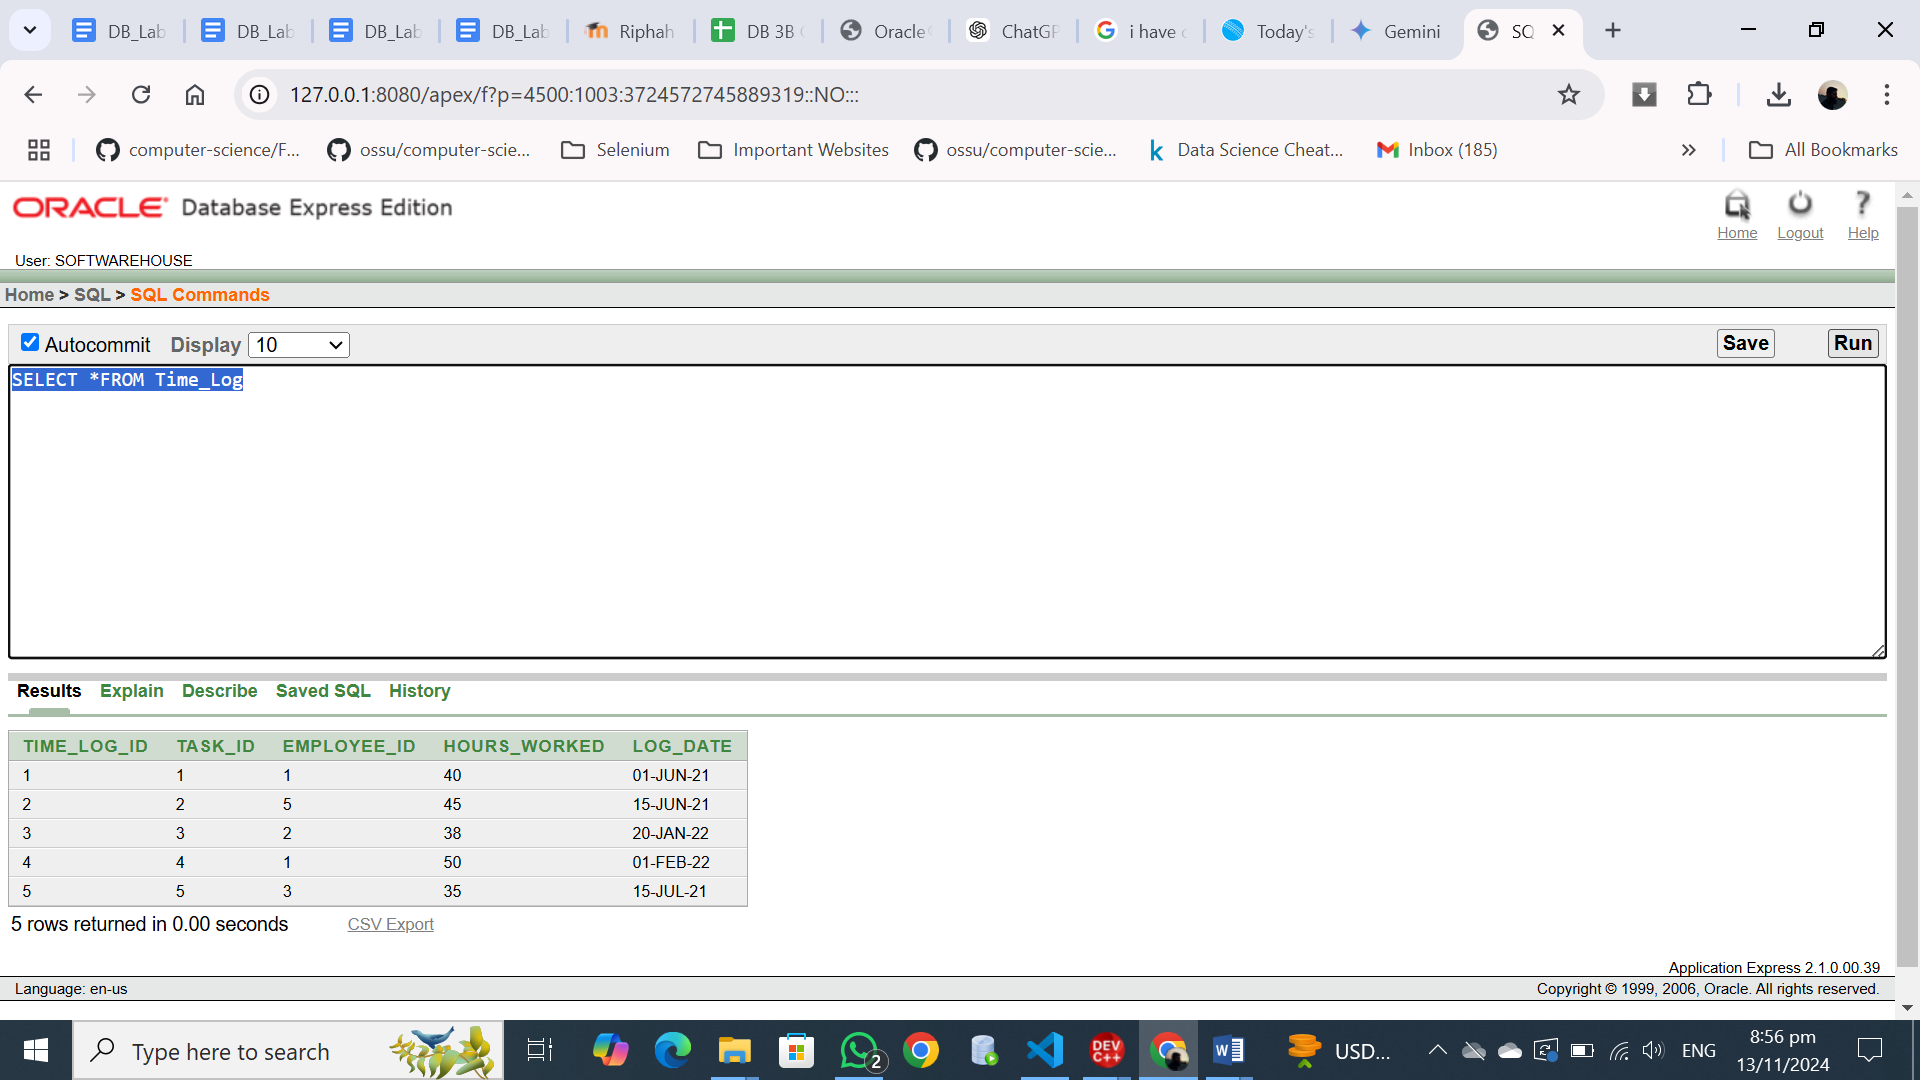 DB_Lab DB_Lab DB_Lab DB_Lab Riphah DB 3B Oracle ChatGP i have Today's Gemini SQ
127.0.0.1:8080/apex/f?p=4500:1003:3724572745889319::NO:::
computer-science/F... ossu/computer-scie... Selenium Important Websites ossu/computer-scie... Data Science Cheat... Inbox (185) » All Bookmarks
ORACLE Database Express Edition
Home Logout Help
User: SOFTWAREHOUSE
Home > SQL > SQL Commands
Autocommit Display 10 Save Run
SELECT *FROM Time_Log
Results Explain Describe Saved SQL History
TIME_LOG_ID TASK_ID EMPLOYEE_ID HOURS_WORKED LOG_DATE
1 1 1 40 01-JUN-21
2 2 5 45 15-JUN-21
3 3 2 38 20-JAN-22
4 4 1 50 01-FEB-22
5 5 3 35 15-JUL-21
5 rows returned in 0.00 seconds CSV Export
Application Express 2.1.0.00.39
Language: en-us Copyright © 1999, 2006, Oracle. All rights reserved.
Type here to search 2 DEV C++ USD... ENG 8:56 pm
13/11/2024